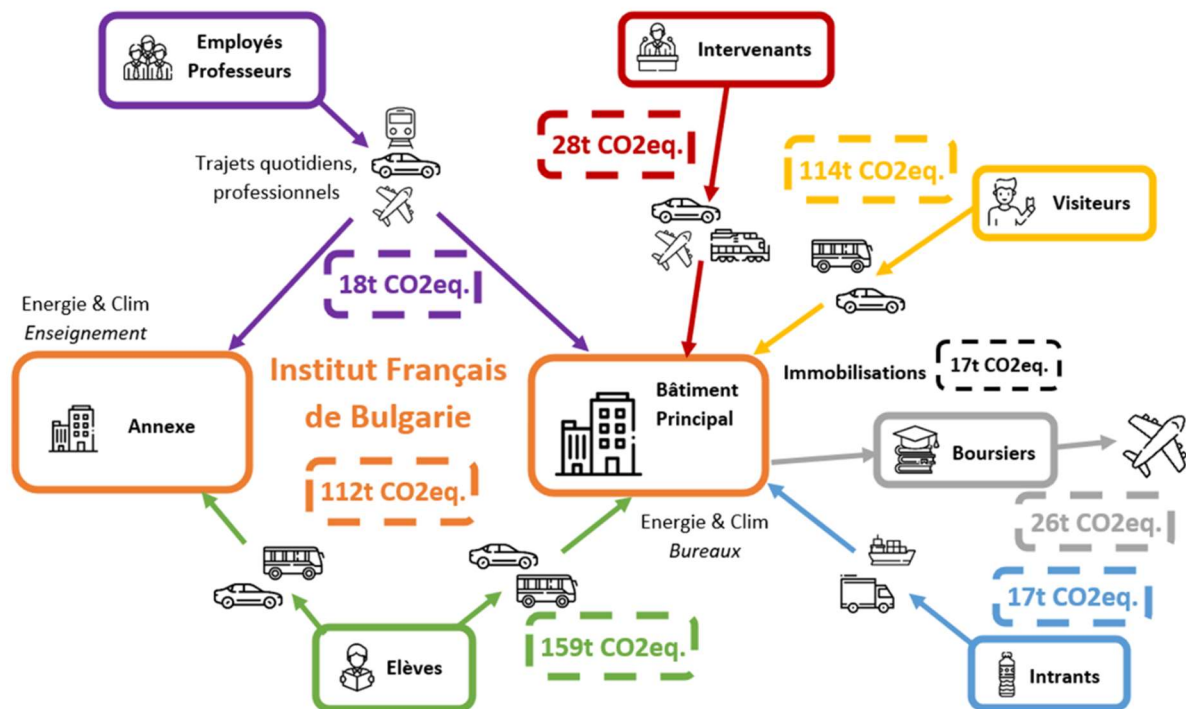 Employés
Professeurs
Intervenants
28t CO2eq.
114t CO2eq.
Visiteurs
Trajets quotidiens,
professionnels
18t CO2eq.
Energie & Clim
Enseignement
Annexe
Institut Français
de Bulgarie
112t CO2eq.
Bâtiment
Principal
Immobilisations
17t CO2eq.
Boursiers
26t CO2eq.
Energie & Clim
Bureaux
17t CO2eq.
Elèves
159t CO2eq.
Intrants